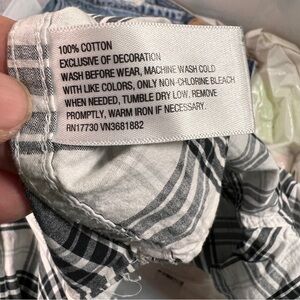 100% COTTON
EXCLUSIVE OF DECORATION
WASH BEFORE WEAR, MACHINE WASH COLD
WITH LIKE COLORS, ONLY NON-CHLORINE BLEACH
WHEN NEEDED, TUMBLE DRY LOW, REMOVE
PROMPTLY, WARM IRON IF NECESSARY.
RN17730 VN3681882